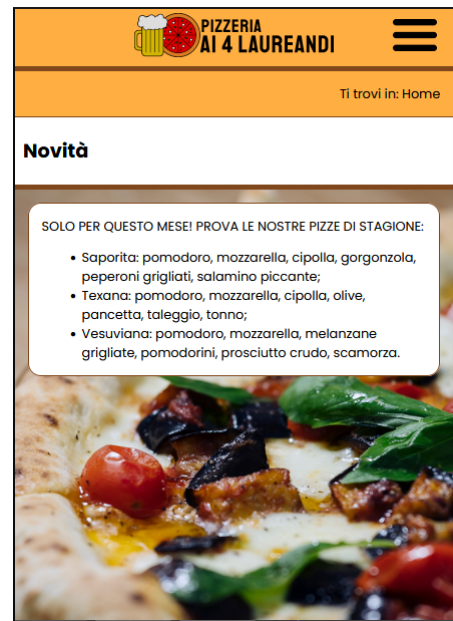 PIZZERIA
AI 4 LAUREANDI
Ti trovi in: Home
Novità
SOLO PER QUESTO MESE! PROVA LE NOSTRE PIZZE DI STAGIONE:
• Saporita: pomodoro, mozzarella, cipolla, gorgonzola,
peperoni grigliati, salamino piccante;
• Texana: pomodoro, mozzarella, cipolla, olive,
pancetta, taleggio, tonno;
• Vesuviana: pomodoro, mozzarella, melanzane
grigliate, pomodorini, prosciutto crudo, scamorza.